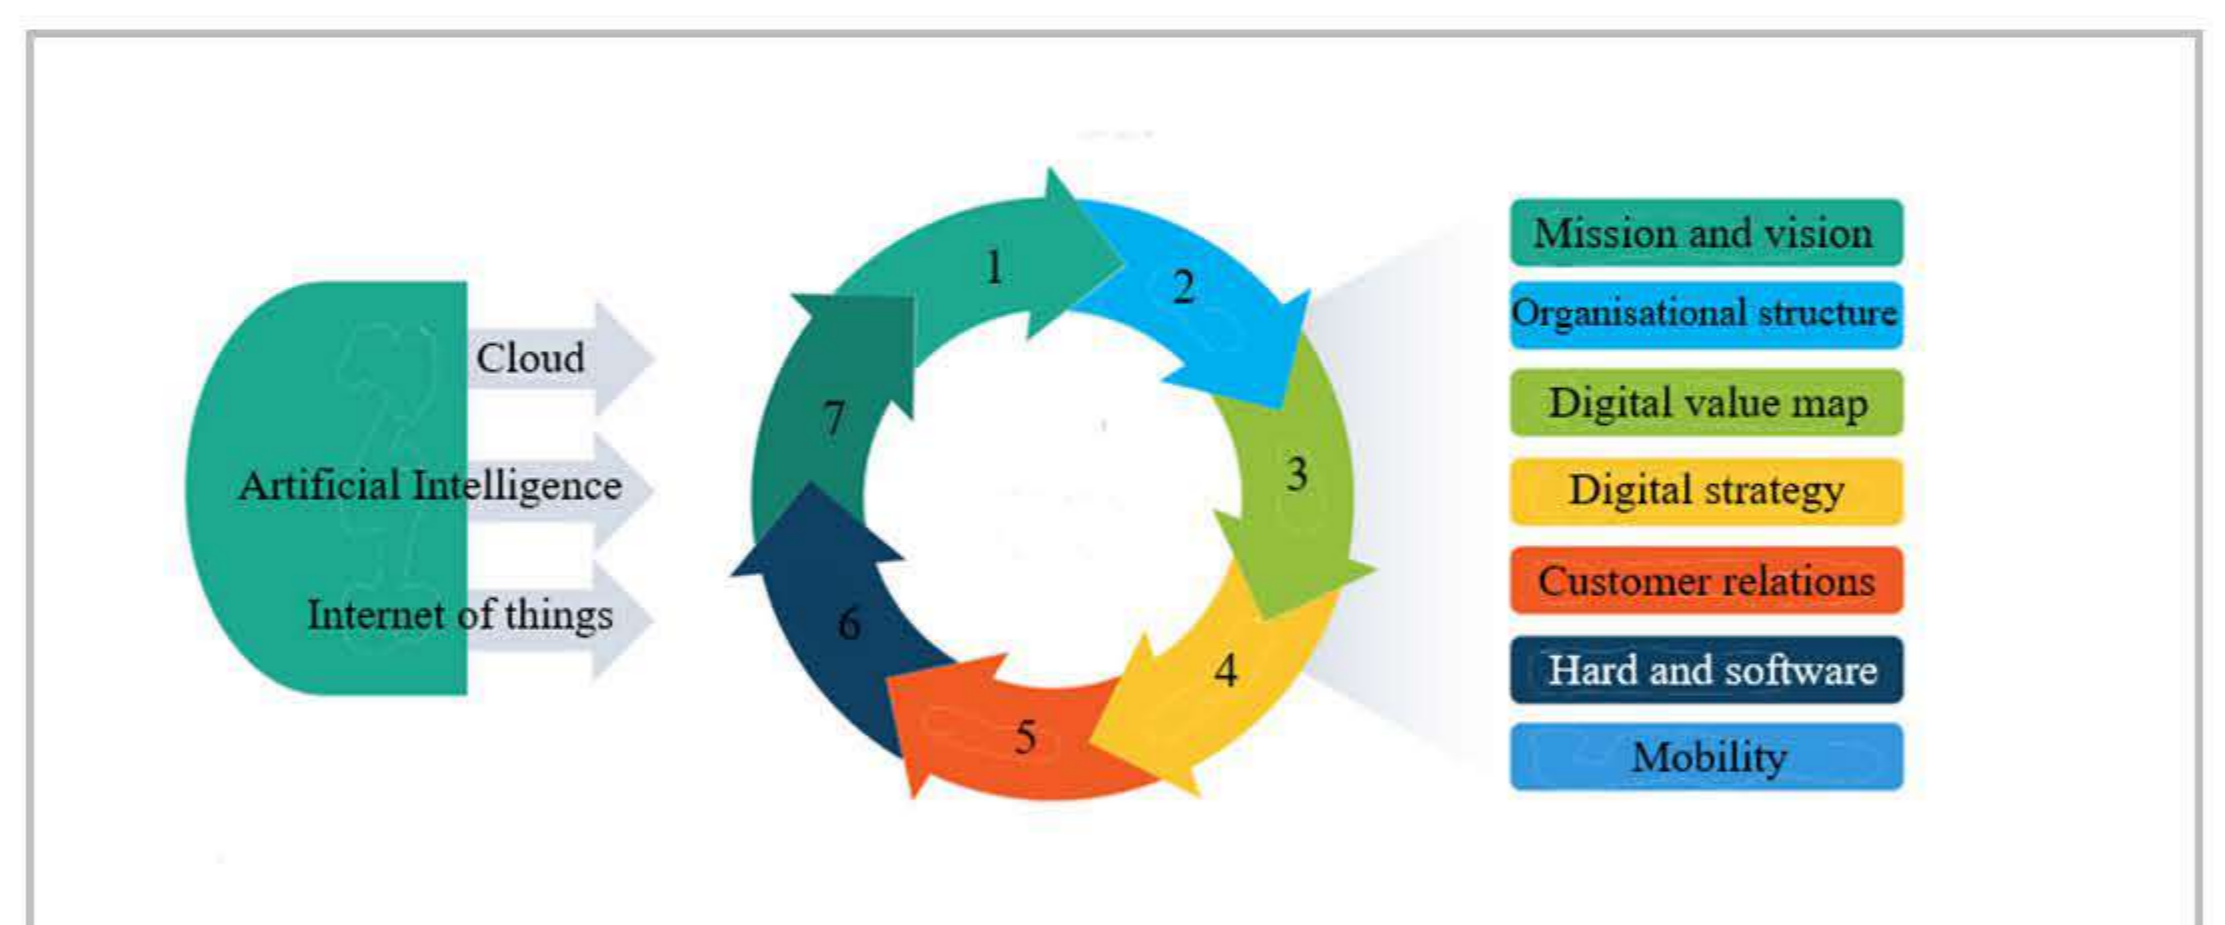 Cloud
Artificial Intelligence
Internet of things
1
2
3
4
5
6
7
Mission and vision
Organisational structure
Digital value map
Digital strategy
Customer relations
Hard and software
Mobility